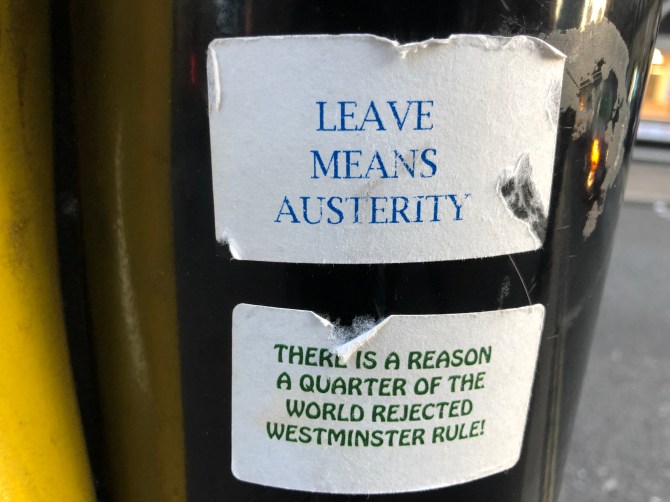 LEAVE
MEANS
AUSTERITY
THERE IS A REASON
A QUARTER OF THE
WORLD REJECTED
WESTMINSTER RULE!